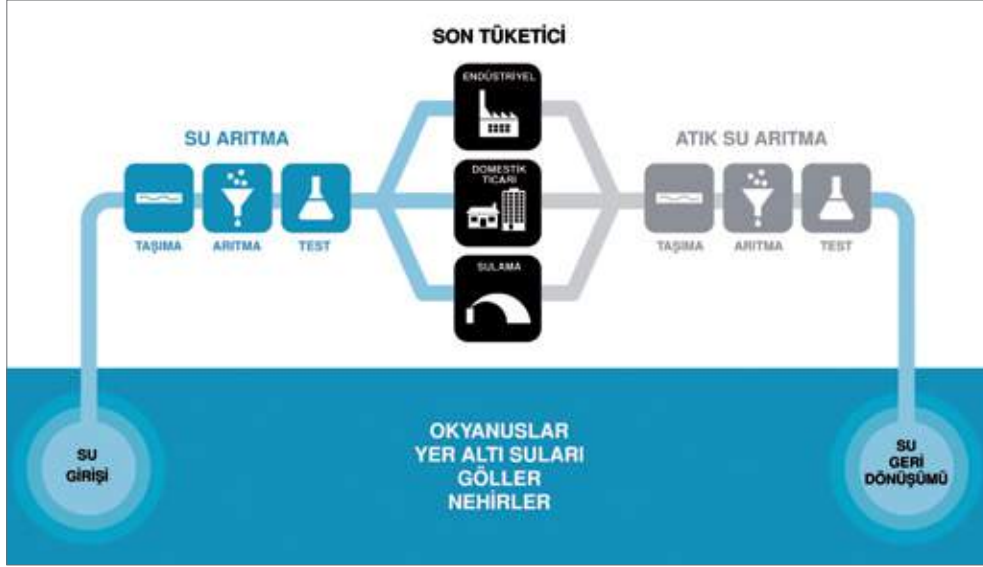 SON TÜKETİCİ
ENDÜSTRİYEL
SU ARITMA
TAŞIMA
ARITMA
TEST
DOMESTİK
TİCARİ
SULAMA
ATIK SU ARITMA
TAŞIMA
ARITMA
TEST
SU
GİRİŞİ
OKYANUSLAR
YER ALTI SULARI
GÖLLER
NEHİRLER
SU
GERİ
DÖNÜŞÜMÜ